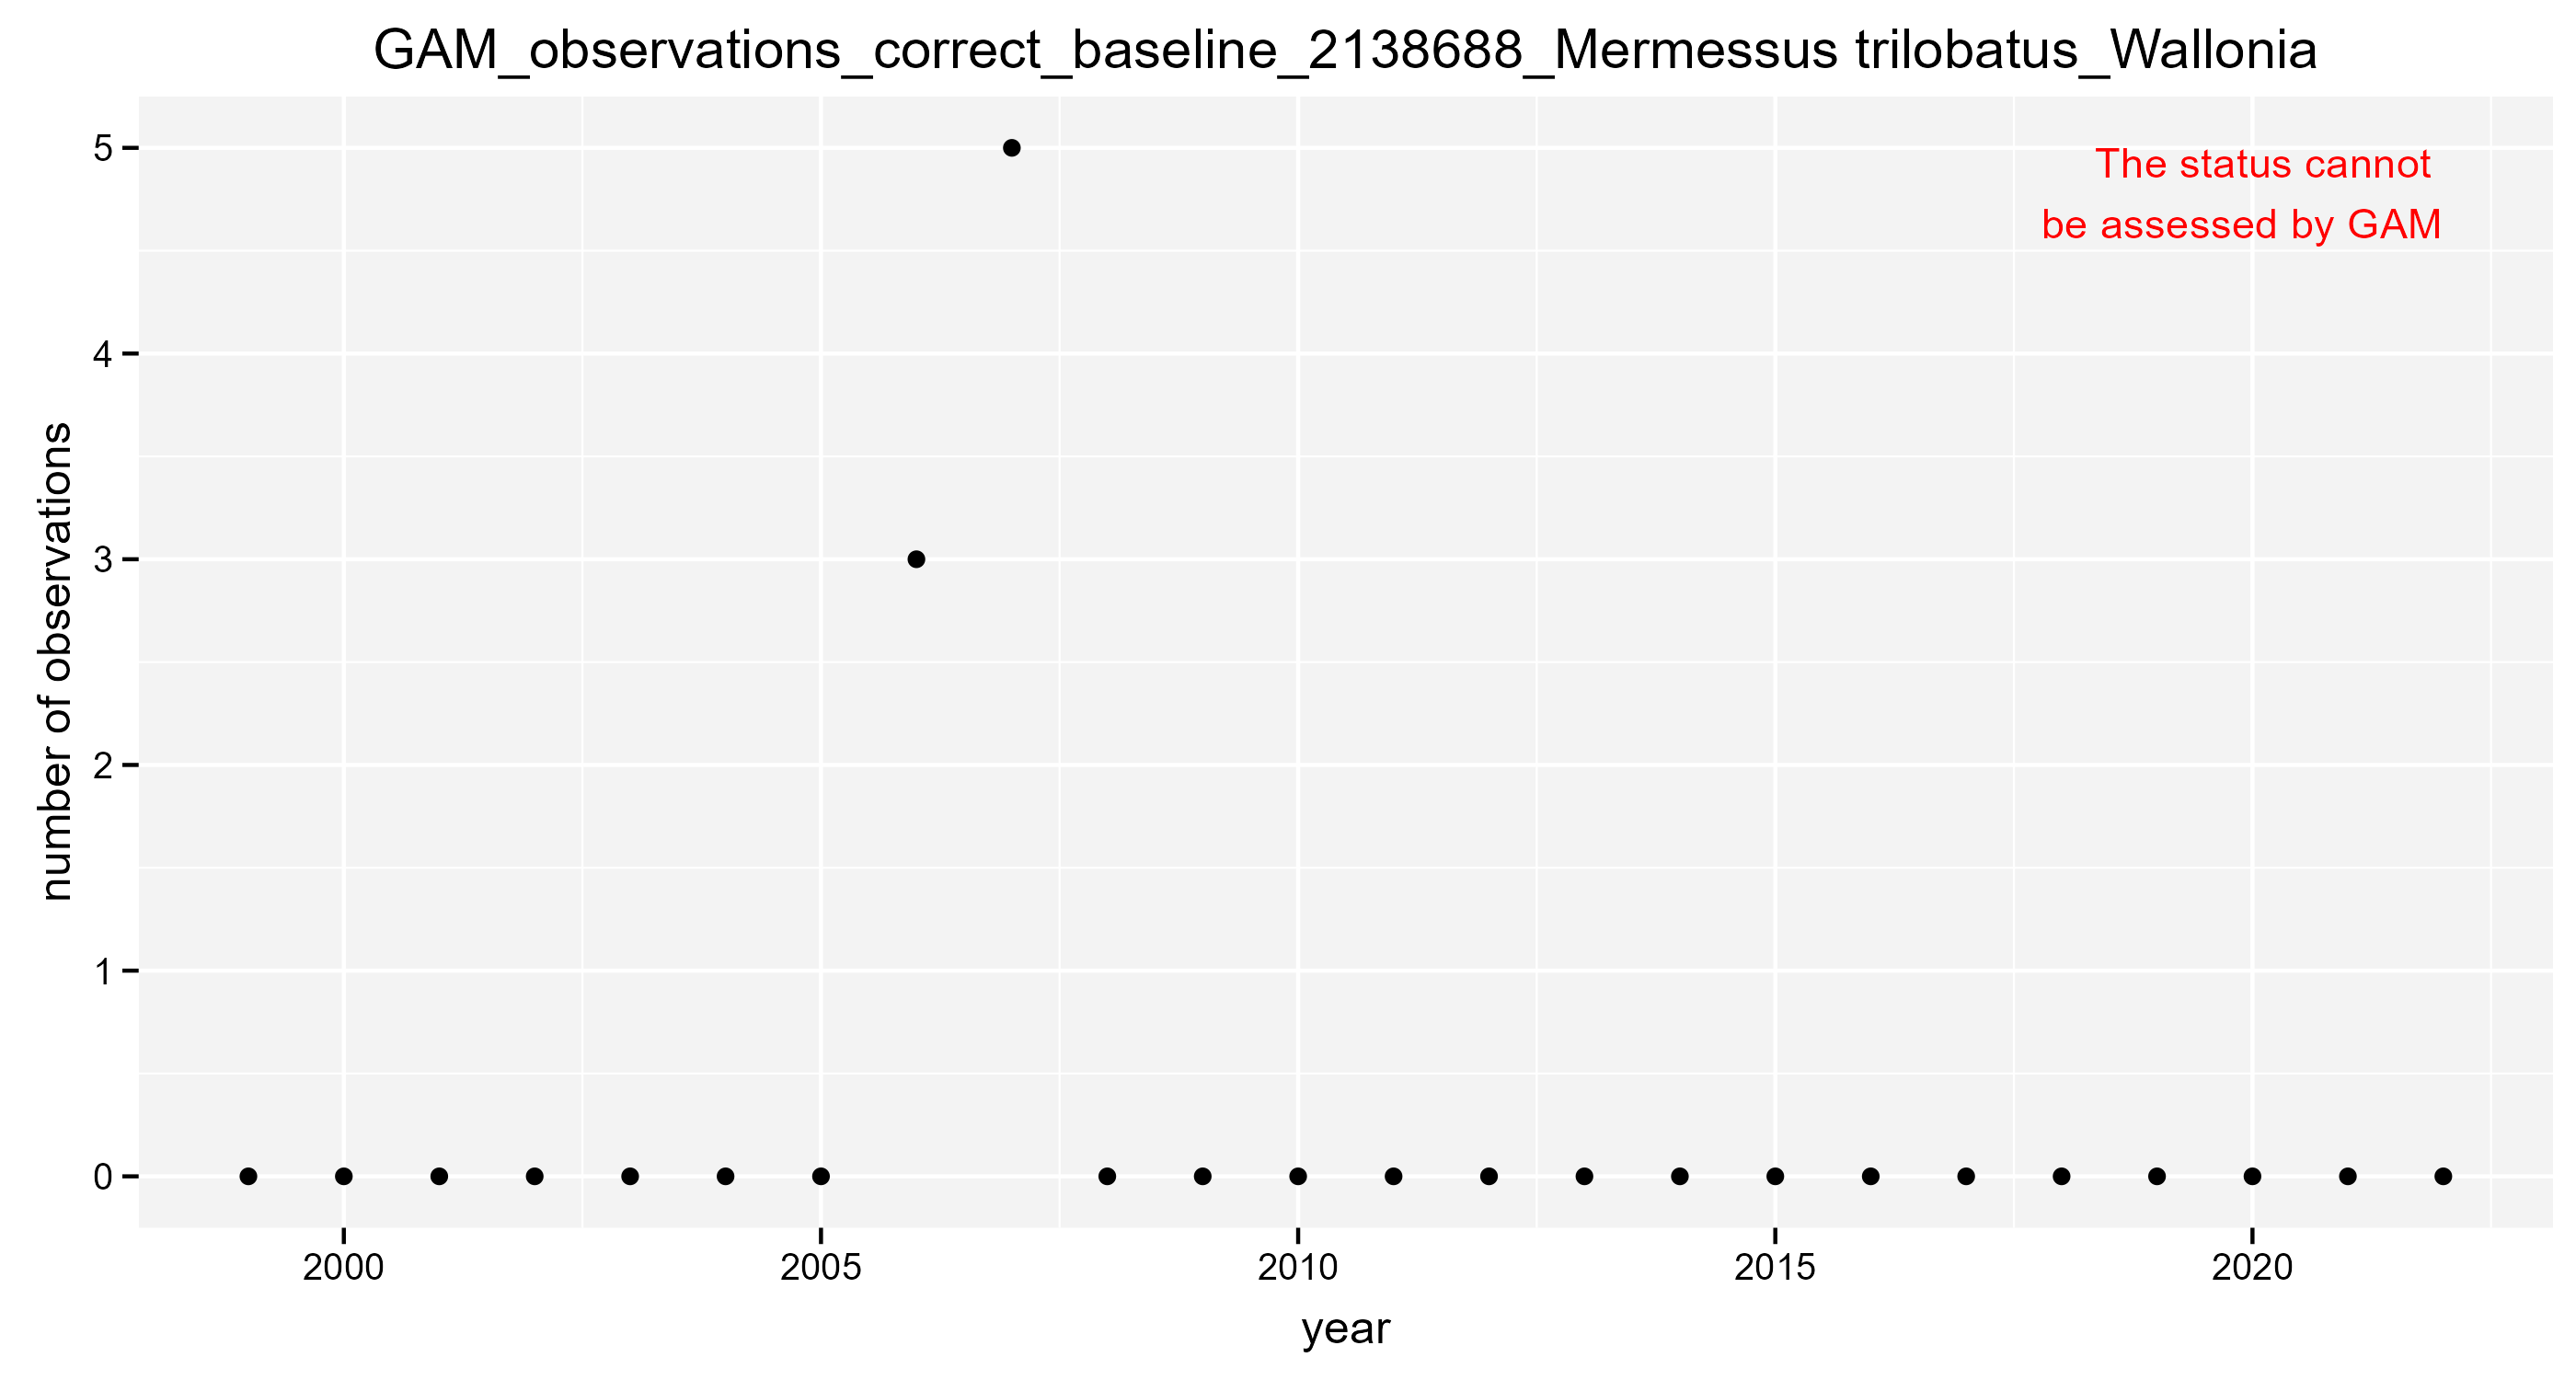 GAM_observations_correct_baseline_2138688_Mermessus trilobatus_Wallonia
The status cannot
be assessed by GAM
number of observations
5
4
3
2
1
0
2000 2005 2010 2015 2020
year